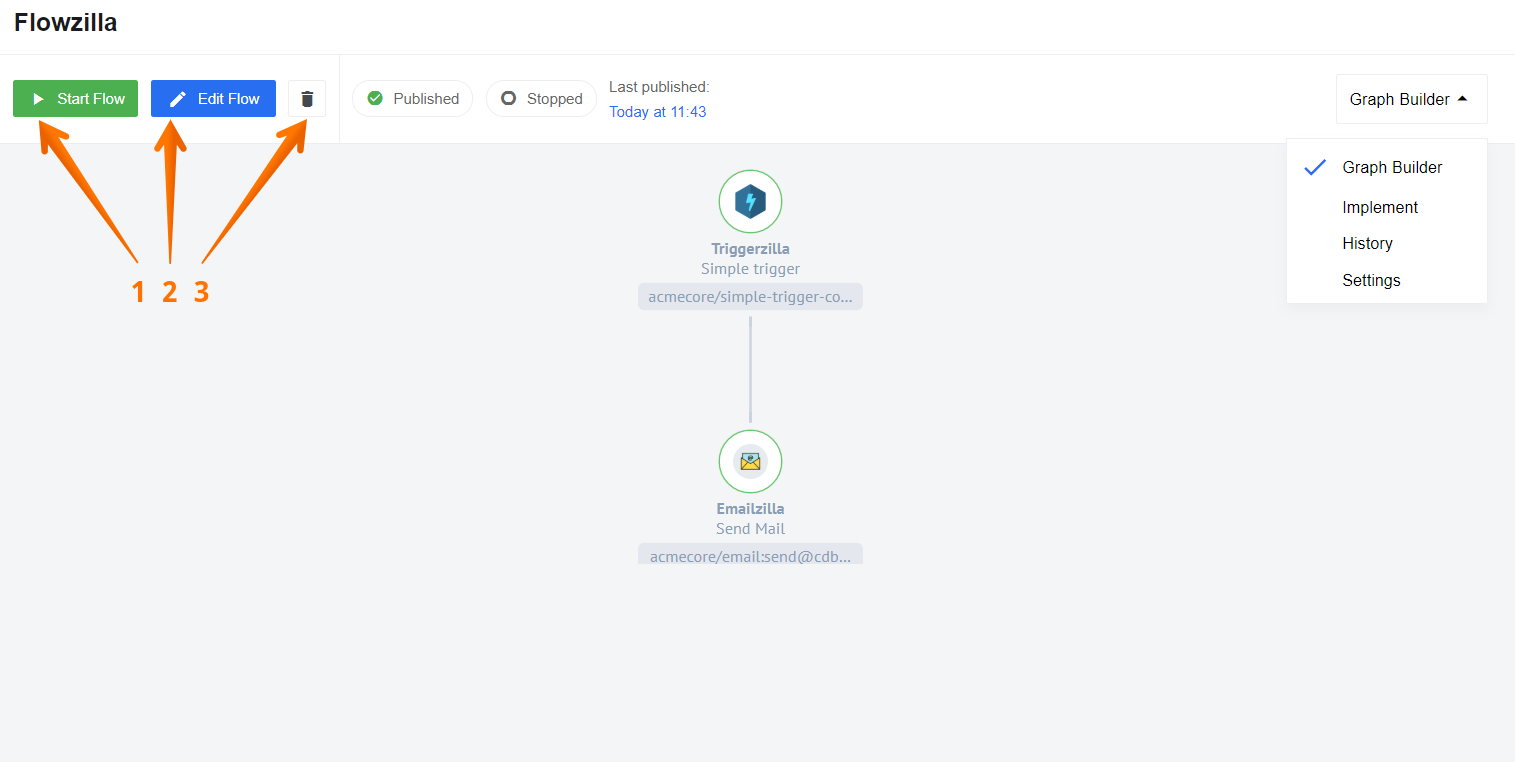 Flowzilla
Start Flow
Edit Flow
Published
Stopped
Last published:
Today at 11:43
Graph Builder
Graph Builder
Implement
History
Settings
1 2 3
Triggerzilla
Simple trigger
acmecore/simple-trigger-co...
Emailzilla
Send Mail
acmecore/email:send@cdb...